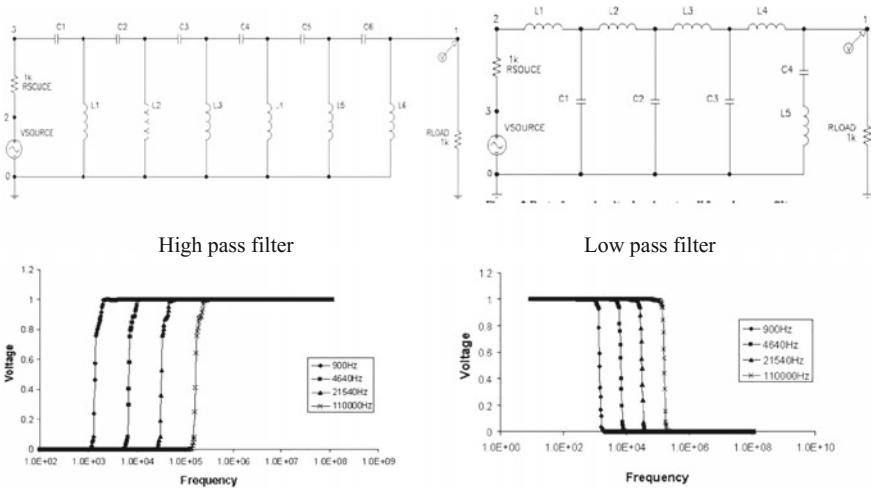 C1 C2 C3 C4 C5 C6
3
1
V
1k
RSOUCE
L1 L2 L3 L4 L5 L6
2
VSOURCE
RLOAD
1k
0
L1 L2 L3 L4
2
1
V
1k
RSOUCE
C4
3
C1 C2 C3
L5
VSOURCE
RLOAD
1k
0
High pass filter
Low pass filter
Voltage
1.2
1
0.8
0.6
0.4
0.2
0
900Hz
4640Hz
21540Hz
110000Hz
1.0E+02 1.0E+03 1.0E+04 1.0E+05 1.0E+06 1.0E+07 1.0E+08 1.0E+09
Frequency
Voltage
1.2
1
0.8
0.6
0.4
0.2
0
900Hz
4640Hz
21540Hz
110000Hz
1.0E+00 1.0E+02 1.0E+04 1.0E+06 1.0E+08 1.0E+10
Frequency